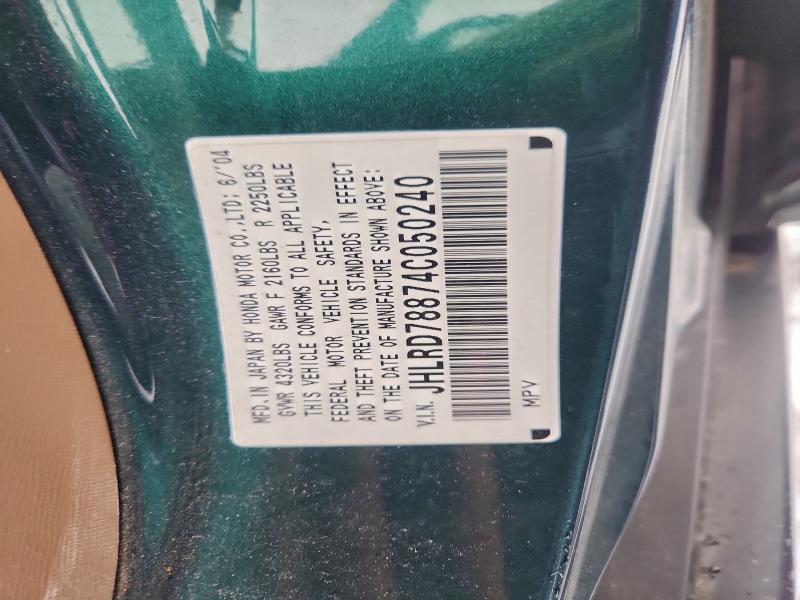 MFD. IN JAPAN BY HONDA MOTOR CO.,LTD: 6/'04
GVWR 4320LBS GAWR F 2160LBS R 2250LBS
THIS VEHICLE CONFORMS TO ALL APPLICABLE
FEDERAL MOTOR VEHICLE SAFETY,
AND THEFT PREVENTION STANDARDS IN EFFECT
ON THE DATE OF MANUFACTURE SHOWN ABOVE:
V.I.N. JHLRD78874C050240
MPV